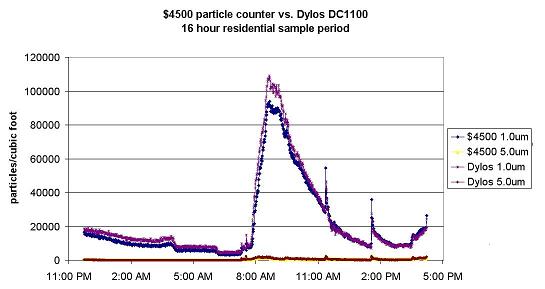 $4500 particle counter vs. Dylos DC1100
16 hour residential sample period
particles/cubic foot
120000
100000
80000
60000
40000
20000
0
11:00 PM 2:00 AM 5:00 AM 8:00 AM 11:00 AM 2:00 PM 5:00 PM
$4500 1.0um
$4500 5.0um
Dylos 1.0um
Dylos 5.0um